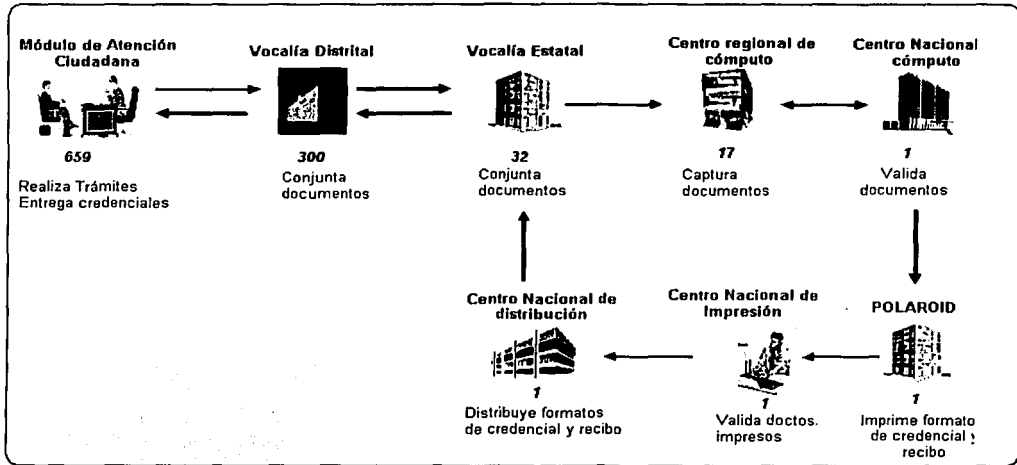 Módulo de Atención
Ciudadana
659
Realiza Trámites
Entrega credenciales
Vocalía Distrital
300
Conjunta
documentos
Vocalía Estatal
32
Conjunta
documentos
Centro regional de
cómputo
17
Captura
documentos
Centro Nacional
cómputo
1
Valida
documentos
Centro Nacional de
distribución
1
Distribuye formatos
de credencial y recibo
Centro Nacional de
Impresión
1
Valida doctos.
impresos
POLAROID
1
Imprime formato
de credencial y
recibo